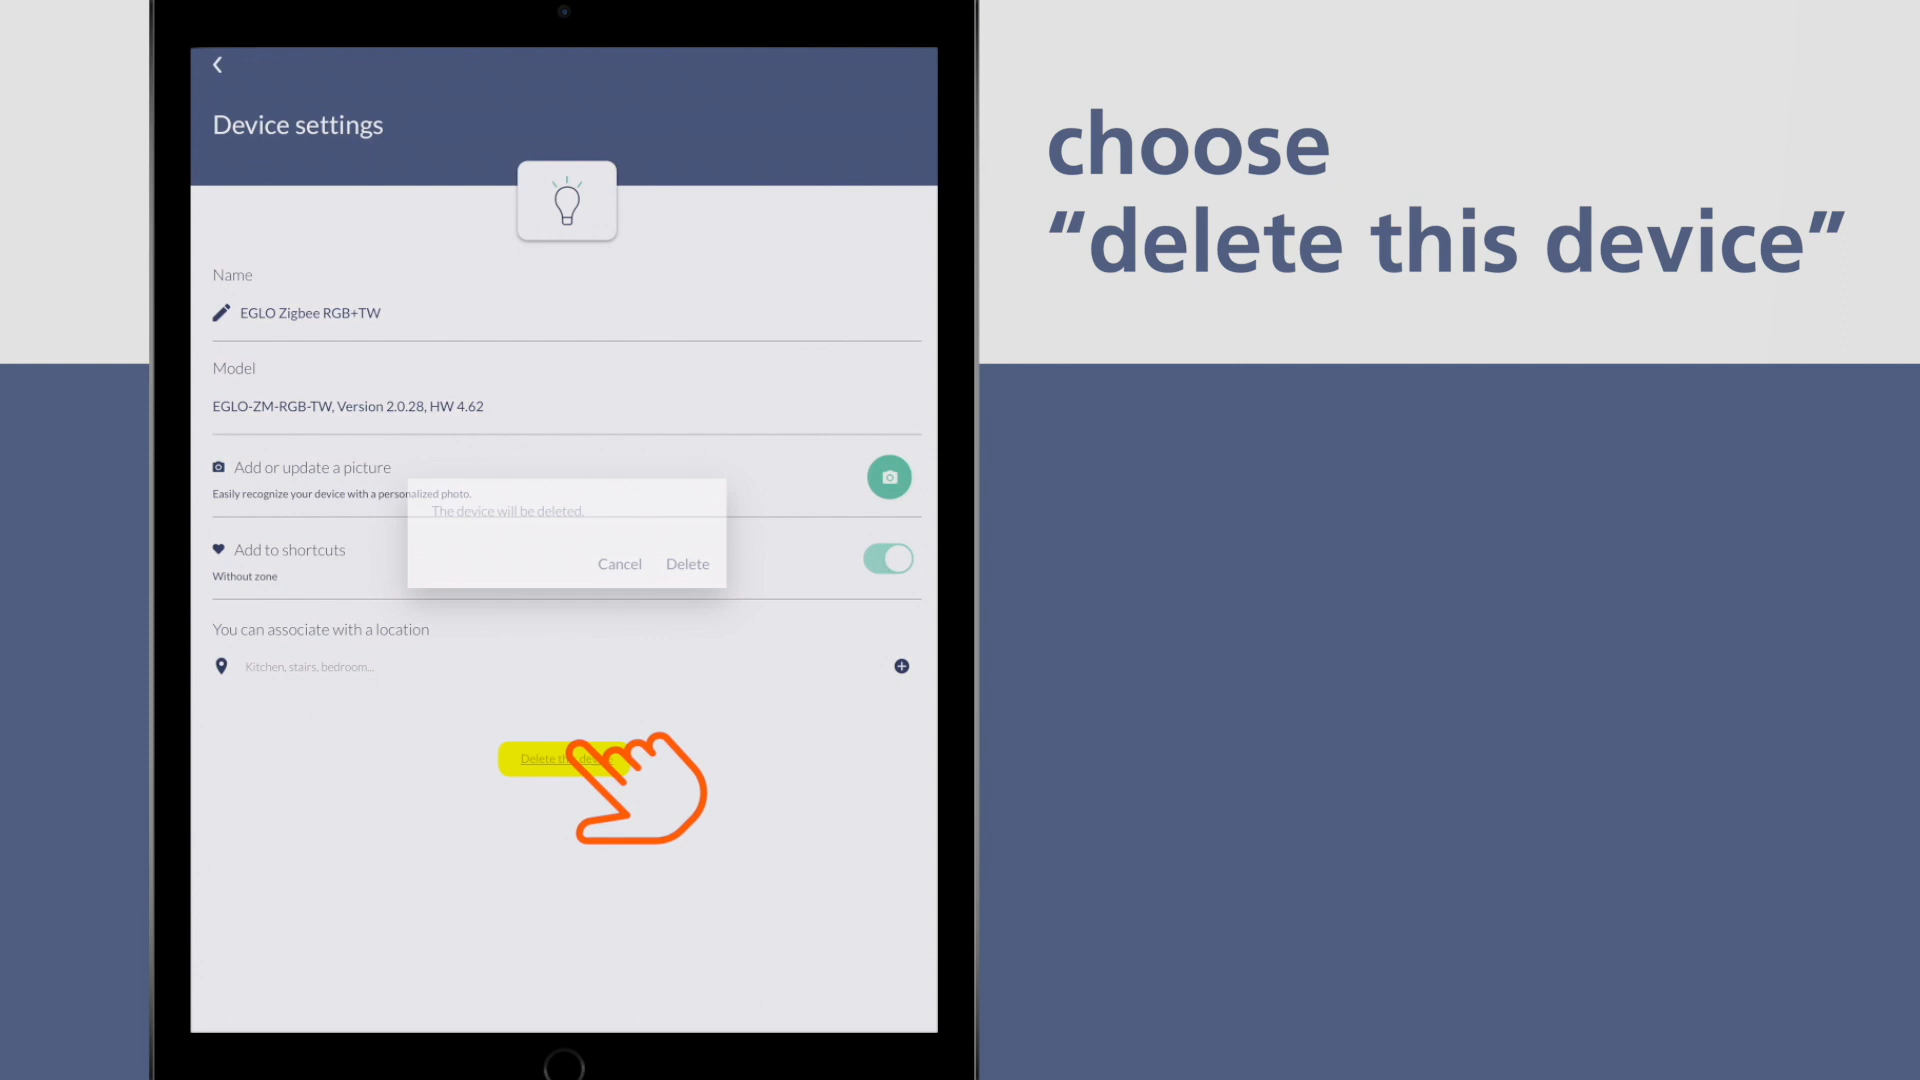 Device settings
choose
“delete this device”
Name
EGLO Zigbee RGB+TW
Model
EGLO-ZM-RGB-TW, Version 2.0.28, HW 4.62
Add or update a picture
Easily recognize your device with a personalized photo.
The device will be deleted.
Add to shortcuts
Cancel Delete
Without zone
You can associate with a location
Kitchen, stairs, bedroom...
Delete